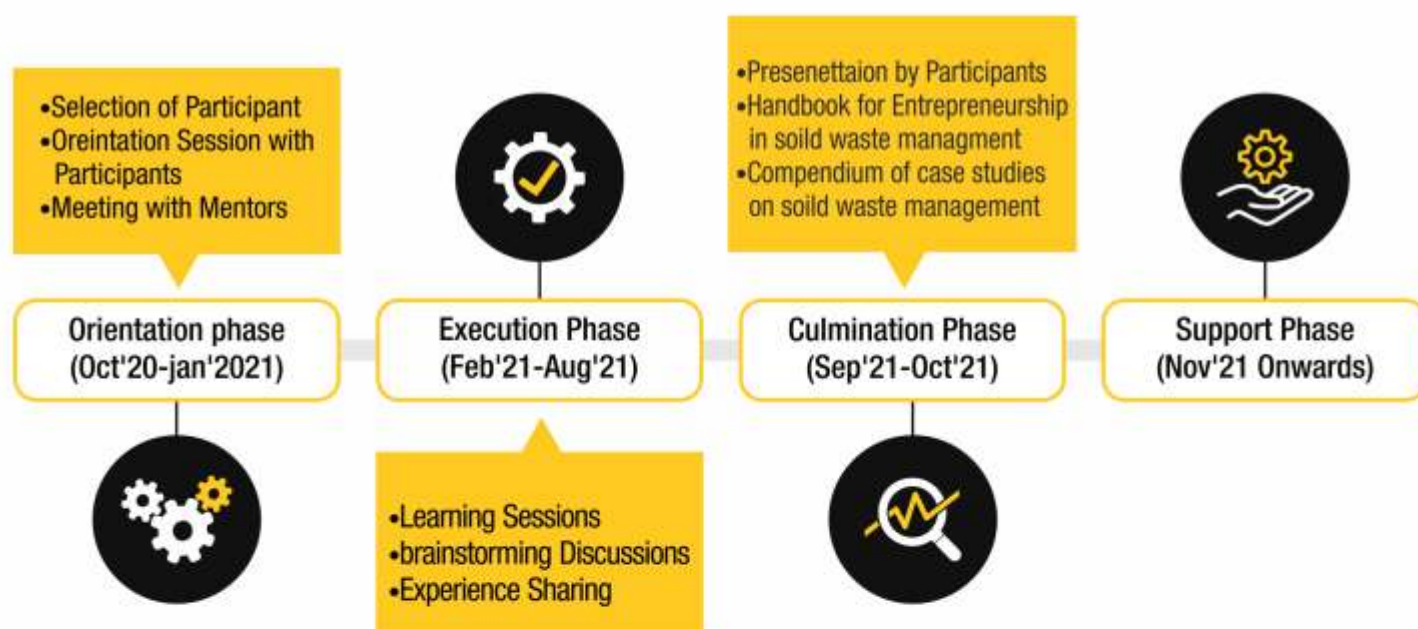 •Selection of Participant
•Oreintation Session with
Participants
•Meeting with Mentors
•Presenettaion by Participants
•Handbook for Entrepreneurship
in soild waste managment
•Compendium of case studies
on soild waste management
Orientation phase
(Oct'20-jan'2021)
Execution Phase
(Feb'21-Aug'21)
Culmination Phase
(Sep'21-Oct'21)
Support Phase
(Nov'21 Onwards)
•Learning Sessions
•brainstorming Discussions
•Experience Sharing